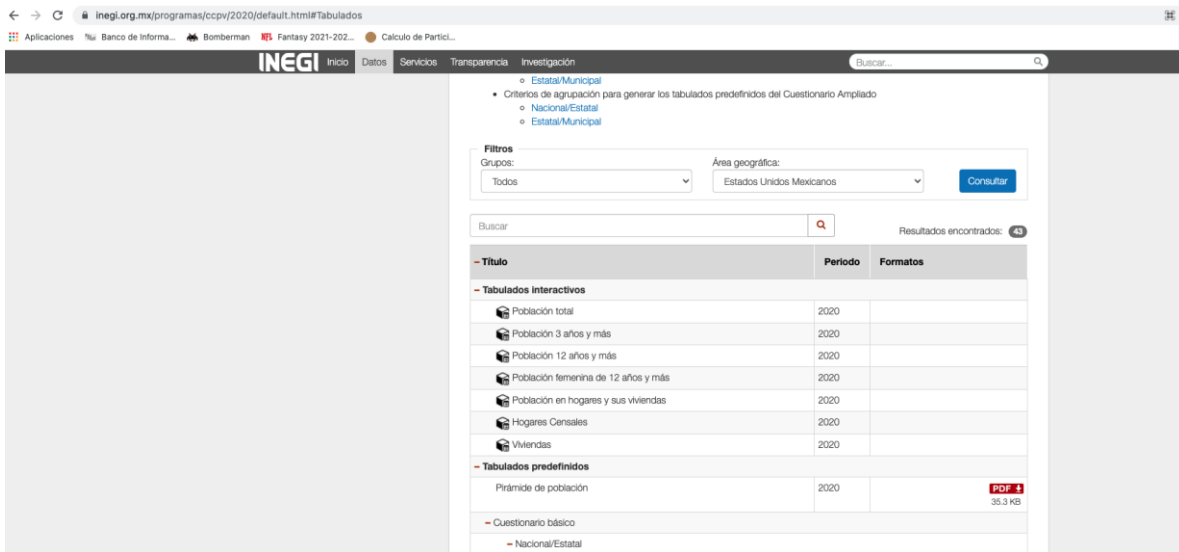 inegi.org.mx/programas/ccpv/2020/default.html#Tabulados
Aplicaciones Banco de Informa... Bomberman Fantasy 2021-202... Calculo de Partici...
INEGI Inicio Datos Servicios Transparencia Investigación Buscar...
Estatal/Municipal
Criterios de agrupación para generar los tabulados predefinidos del Cuestionario Ampliado
Nacional/Estatal
Estatal/Municipal
Filtros
Grupos: Área geográfica:
Todos Estados Unidos Mexicanos Consultar
Buscar Resultados encontrados: 43
Título Periodo Formatos
Tabulados interactivos
Población total 2020
Población 3 años y más 2020
Población 12 años y más 2020
Población femenina de 12 años y más 2020
Población en hogares y sus viviendas 2020
Hogares Censales 2020
Viviendas 2020
Tabulados predefinidos
Pirámide de población 2020 PDF
35.3 KB
Cuestionario básico
Nacional/Estatal